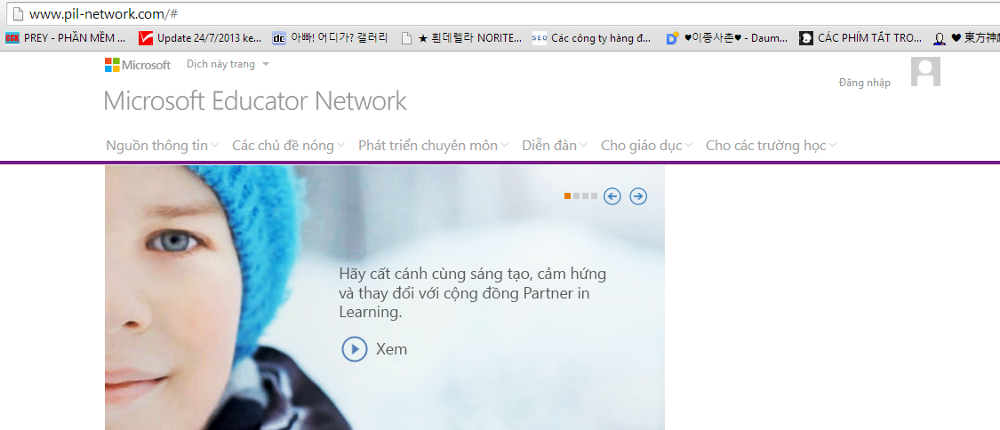 www.pil-network.com/#
PREY - PHẦN MỀM ... Update 24/7/2013 ke... 아빠! 어디가? 갤러리 ★ 흰데렐라 NORITE... SEO Các công ty hàng đ... ♥이종사촌♥ - Daum... CÁC PHÍM TẮT TRO... ♥ 東方神起
Microsoft Dịch này trang
Đăng nhập
Microsoft Educator Network
Nguồn thông tin Các chủ đề nóng Phát triển chuyên môn Diễn đàn Cho giáo dục Cho các trường học
Hãy cất cánh cùng sáng tạo, cảm hứng
và thay đổi với cộng đồng Partner in
Learning.
Xem